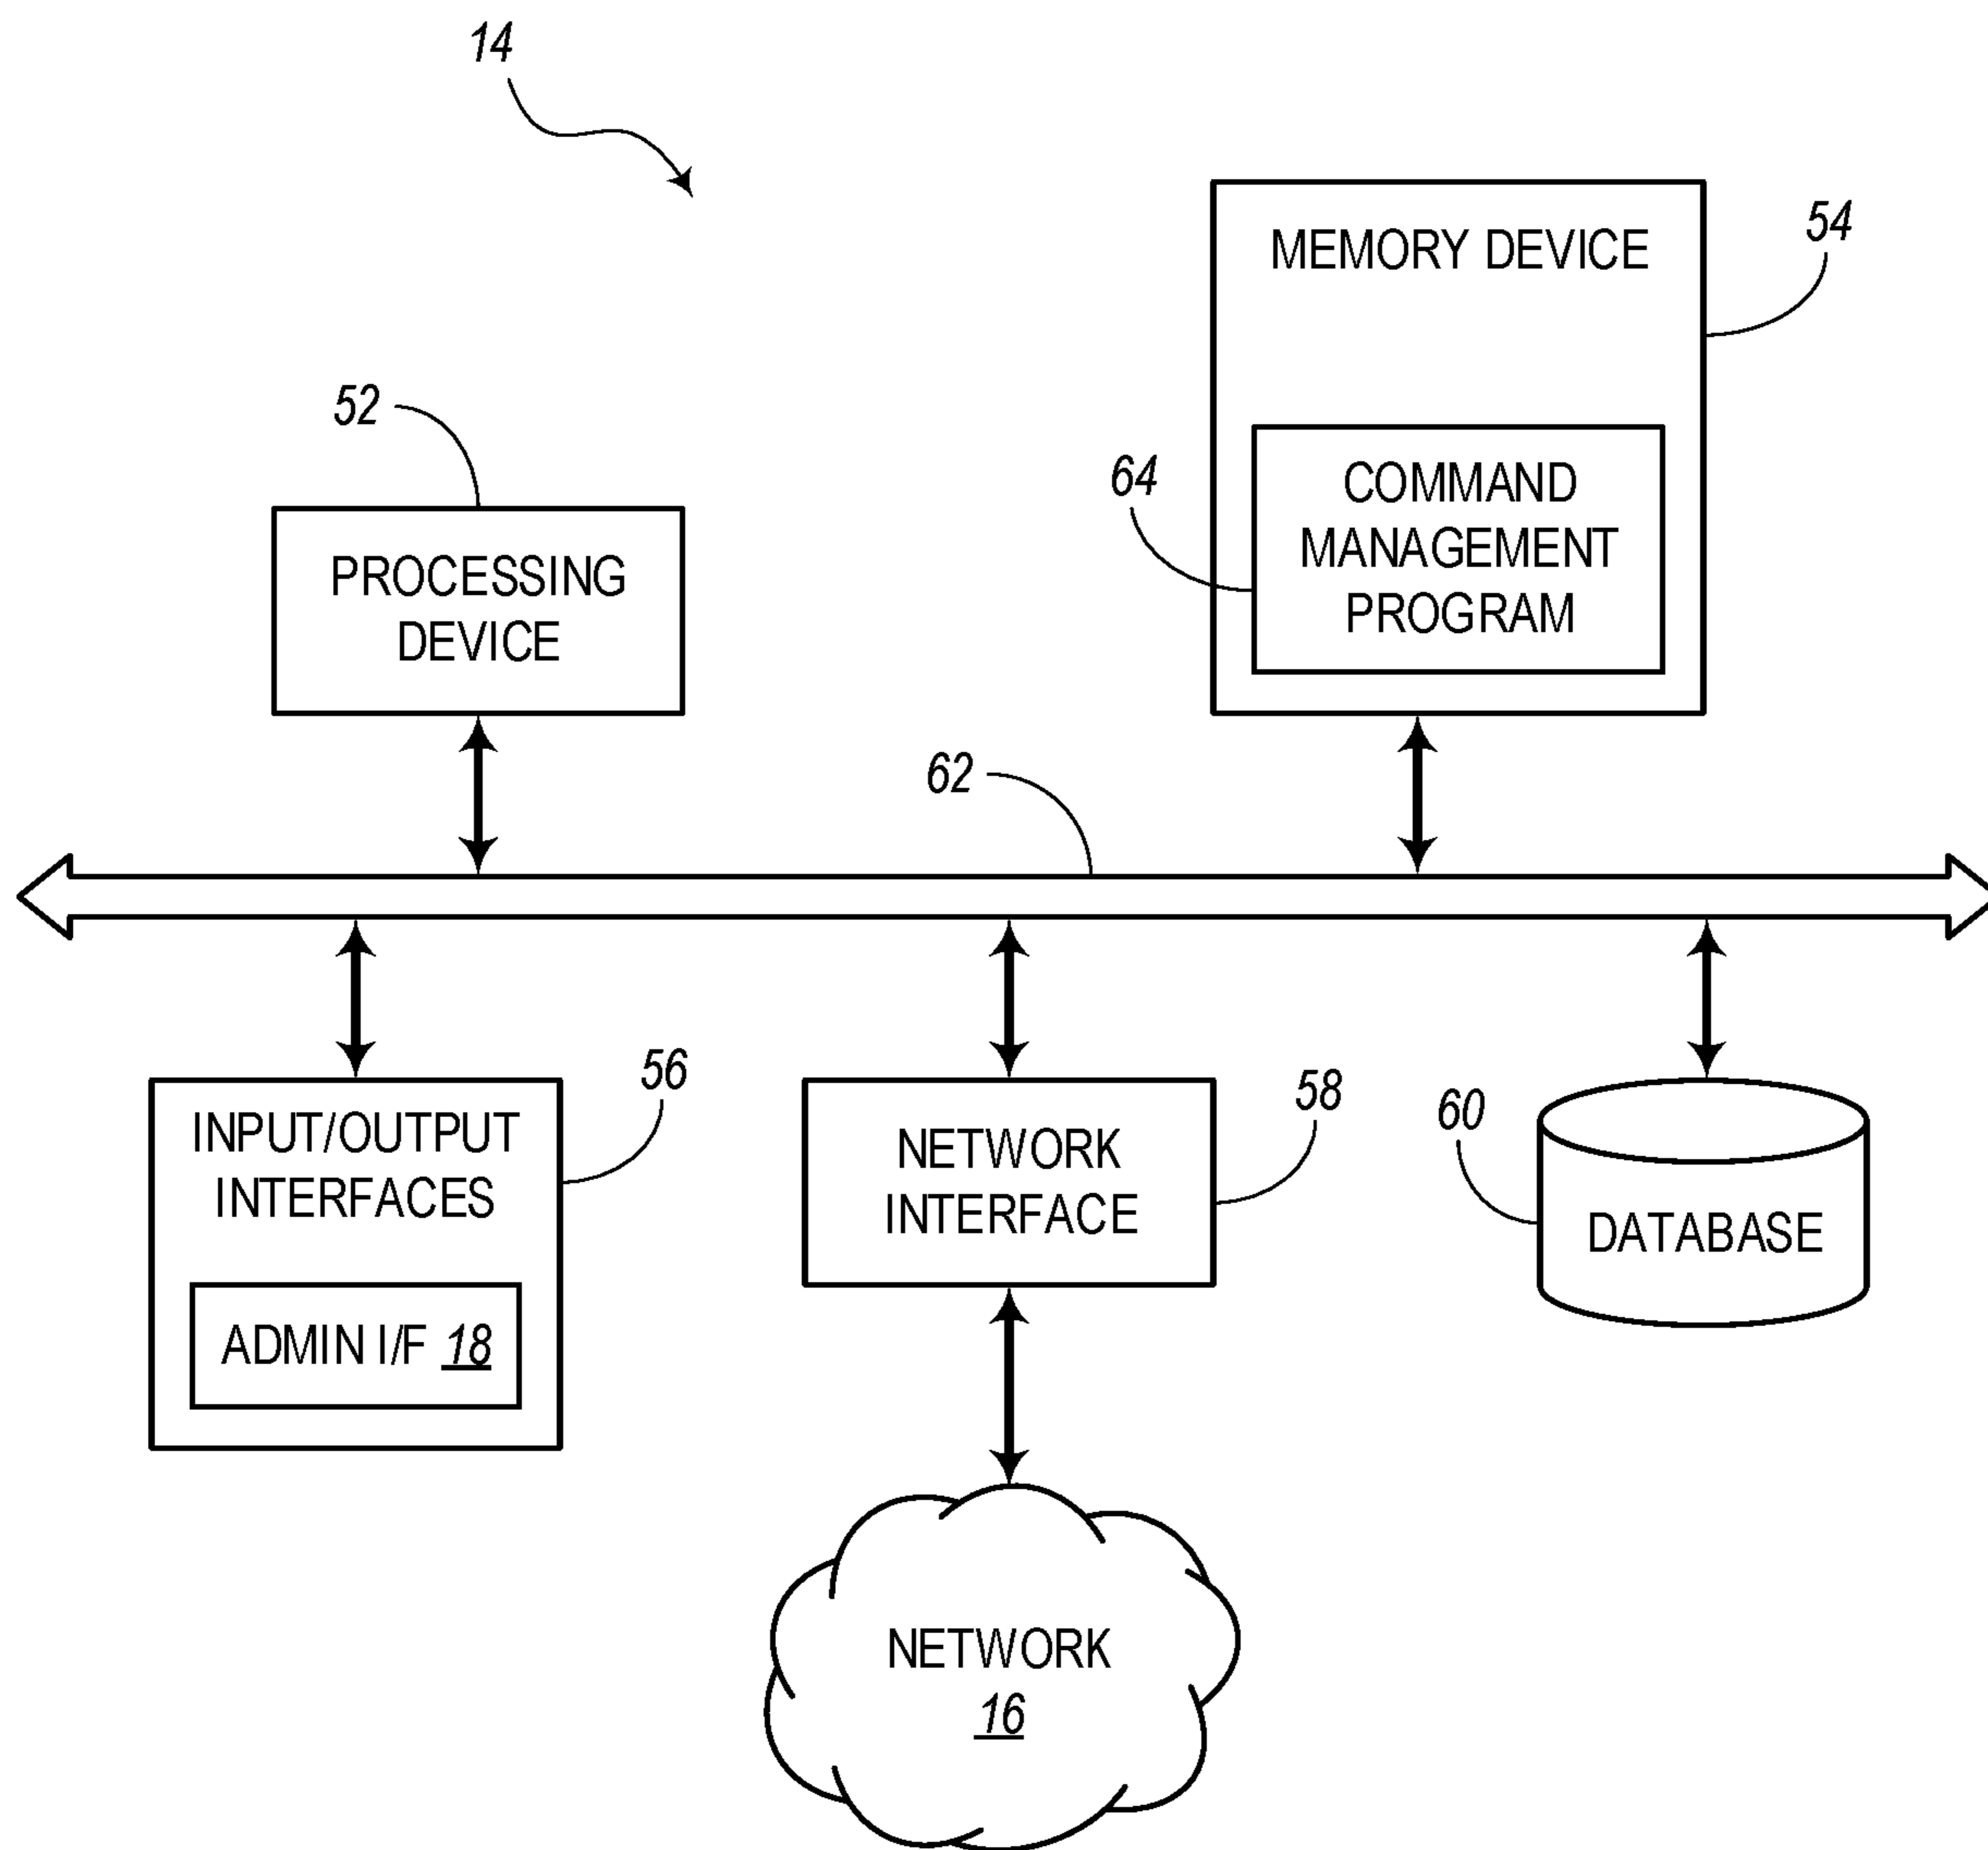 14
MEMORY DEVICE
54
52
64
COMMAND
MANAGEMENT
PROGRAM
PROCESSING
DEVICE
62
INPUT/OUTPUT
INTERFACES
56
ADMIN I/F 18
NETWORK
INTERFACE
58
60
DATABASE
NETWORK
16